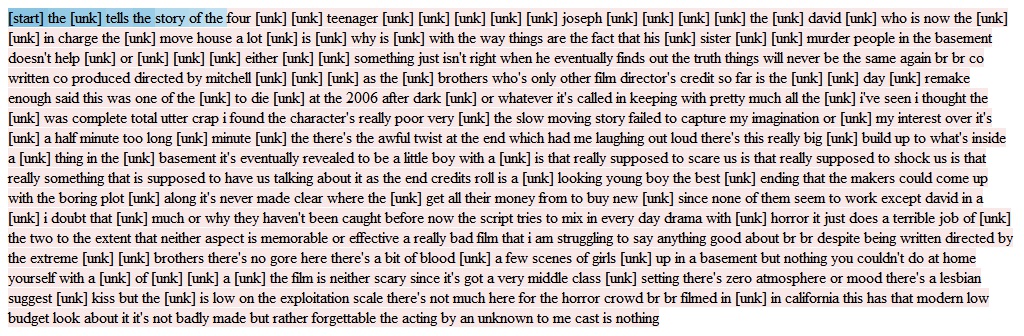 [start] the [unk] tells the story of the four [unk] [unk] teenager [unk] [unk] [unk] [unk] [unk] joseph [unk] [unk] [unk] [unk] the [unk] david [unk] who is now the [unk]
[unk] in charge the [unk] move house a lot [unk] is [unk] why is [unk] with the way things are the fact that his [unk] sister [unk] [unk] murder people in the basement
doesn't help [unk] or [unk] [unk] [unk] either [unk] [unk] something just isn't right when he eventually finds out the truth things will never be the same again br br co
written co produced directed by mitchell [unk] [unk] [unk] as the [unk] brothers who's only other film director's credit so far is the [unk] [unk] day [unk] remake
enough said this was one of the [unk] to die [unk] at the 2006 after dark [unk] or whatever it's called in keeping with pretty much all the [unk] i've seen i thought the
[unk] was complete total utter crap i found the character's really poor very [unk] the slow moving story failed to capture my imagination or [unk] my interest over it's
[unk] a half minute too long [unk] minute [unk] the there's the awful twist at the end which had me laughing out loud there's this really big [unk] build up to what's inside
a [unk] thing in the [unk] basement it's eventually revealed to be a little boy with a [unk] is that really supposed to scare us is that really supposed to shock us is that
really something that is supposed to have us talking about it as the end credits roll is a [unk] looking young boy the best [unk] ending that the makers could come up
with the boring plot [unk] along it's never made clear where the [unk] get all their money from to buy new [unk] since none of them seem to work except david in a
[unk] i doubt that [unk] much or why they haven't been caught before now the script tries to mix in every day drama with [unk] horror it just does a terrible job of [unk]
the two to the extent that neither aspect is memorable or effective a really bad film that i am struggling to say anything good about br br despite being written directed by
the extreme [unk] [unk] brothers there's no gore here there's a bit of blood [unk] a few scenes of girls [unk] up in a basement but nothing you couldn't do at home
yourself with a [unk] of [unk] [unk] a [unk] the film is neither scary since it's got a very middle class [unk] setting there's zero atmosphere or mood there's a lesbian
suggest [unk] kiss but the [unk] is low on the exploitation scale there's not much here for the horror crowd br br filmed in [unk] in california this has that modern low
budget look about it it's not badly made but rather forgettable the acting by an unknown to me cast is nothing